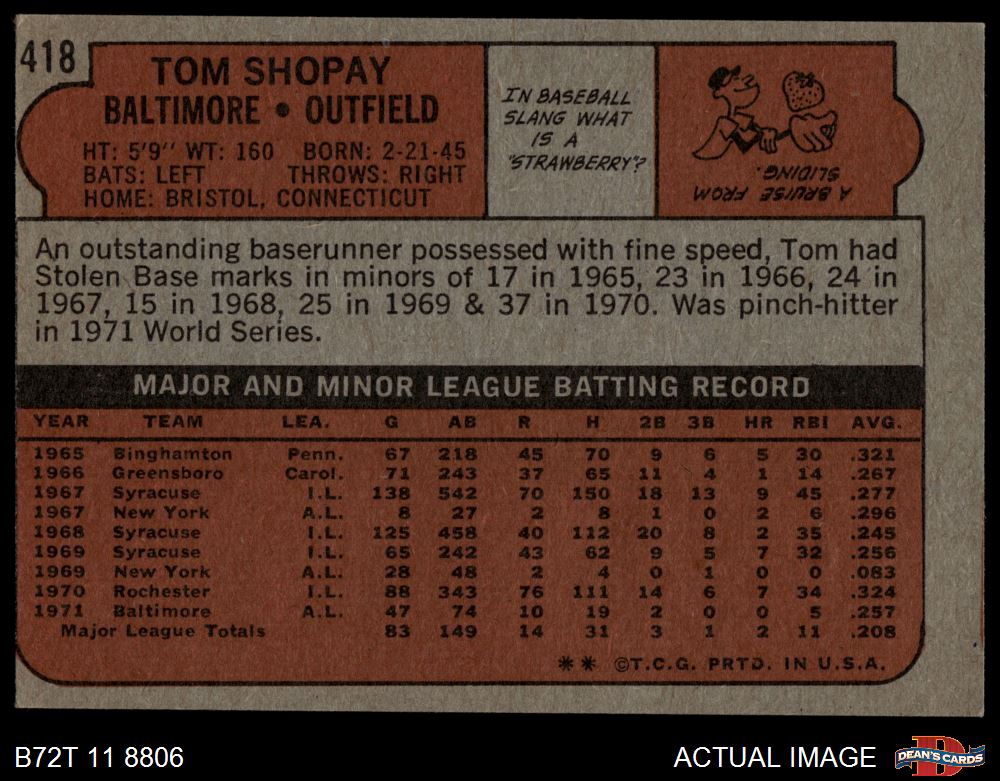 418
TOM SHOPAY
BALTIMORE • OUTFIELD
HT: 5'9" WT: 160 BORN: 2-21-45
BATS: LEFT THROWS: RIGHT
HOME: BRISTOL, CONNECTICUT
IN BASEBALL
SLANG WHAT
IS A
"STRAWBERRY"?
A BRUISE FROM
SLIDING.
An outstanding baserunner possessed with fine speed, Tom had
Stolen Base marks in minors of 17 in 1965, 23 in 1966, 24 in
1967, 15 in 1968, 25 in 1969 & 37 in 1970. Was pinch-hitter
in 1971 World Series.
MAJOR AND MINOR LEAGUE BATTING RECORD
YEAR TEAM LEA. G AB R H 2B 3B HR RBI AVG.
1965 Binghamton Penn. 67 218 45 70 9 6 5 30 .321
1966 Greensboro Carol. 71 243 37 65 11 4 1 14 .267
1967 Syracuse I.L. 138 542 70 150 18 13 9 45 .277
1967 New York A.L. 8 27 2 8 1 0 2 6 .296
1968 Syracuse I.L. 125 458 40 112 20 8 2 35 .245
1969 Syracuse I.L. 65 242 43 62 9 5 7 32 .256
1969 New York A.L. 28 48 2 4 0 1 0 0 .083
1970 Rochester I.L. 88 343 76 111 14 6 7 34 .324
1971 Baltimore A.L. 47 74 10 19 2 0 0 5 .257
Major League Totals 83 149 14 31 3 1 2 11 .208
** ©T.C.G. PRTD. IN U.S.A.
B72T 11 8806
ACTUAL IMAGE
D
DEAN'S CARDS